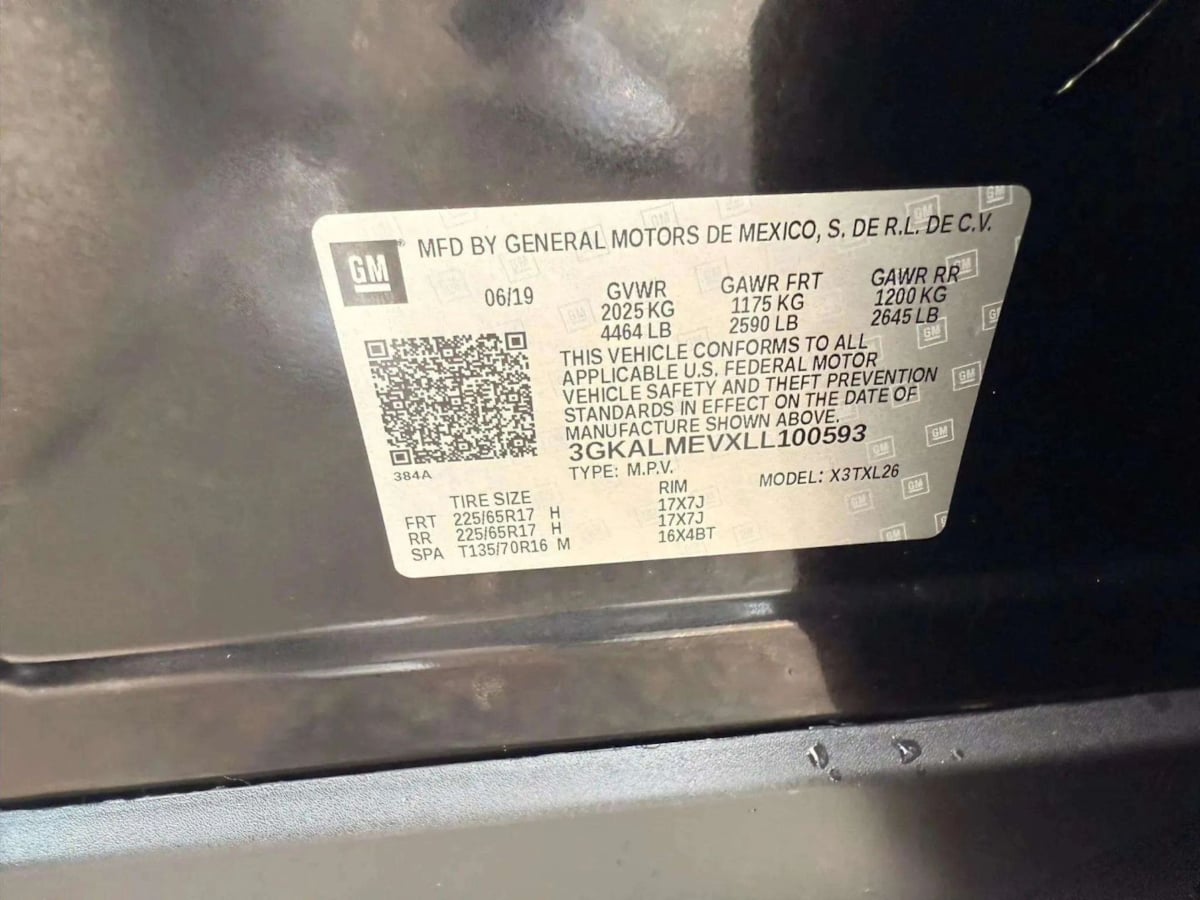 GM® MFD BY GENERAL MOTORS DE MEXICO, S. DE R.L. DE C.V.
06/19 GVWR GAWR FRT GAWR RR
2025 KG 1175 KG 1200 KG
4464 LB 2590 LB 2645 LB
THIS VEHICLE CONFORMS TO ALL
APPLICABLE U.S. FEDERAL MOTOR
VEHICLE SAFETY AND THEFT PREVENTION
STANDARDS IN EFFECT ON THE DATE OF
MANUFACTURE SHOWN ABOVE.
3GKALMEVXLL100593
384A TYPE: M.P.V. MODEL: X3TXL26
TIRE SIZE RIM
FRT 225/65R17 H 17X7J
RR 225/65R17 H 17X7J
SPA T135/70R16 M 16X4BT